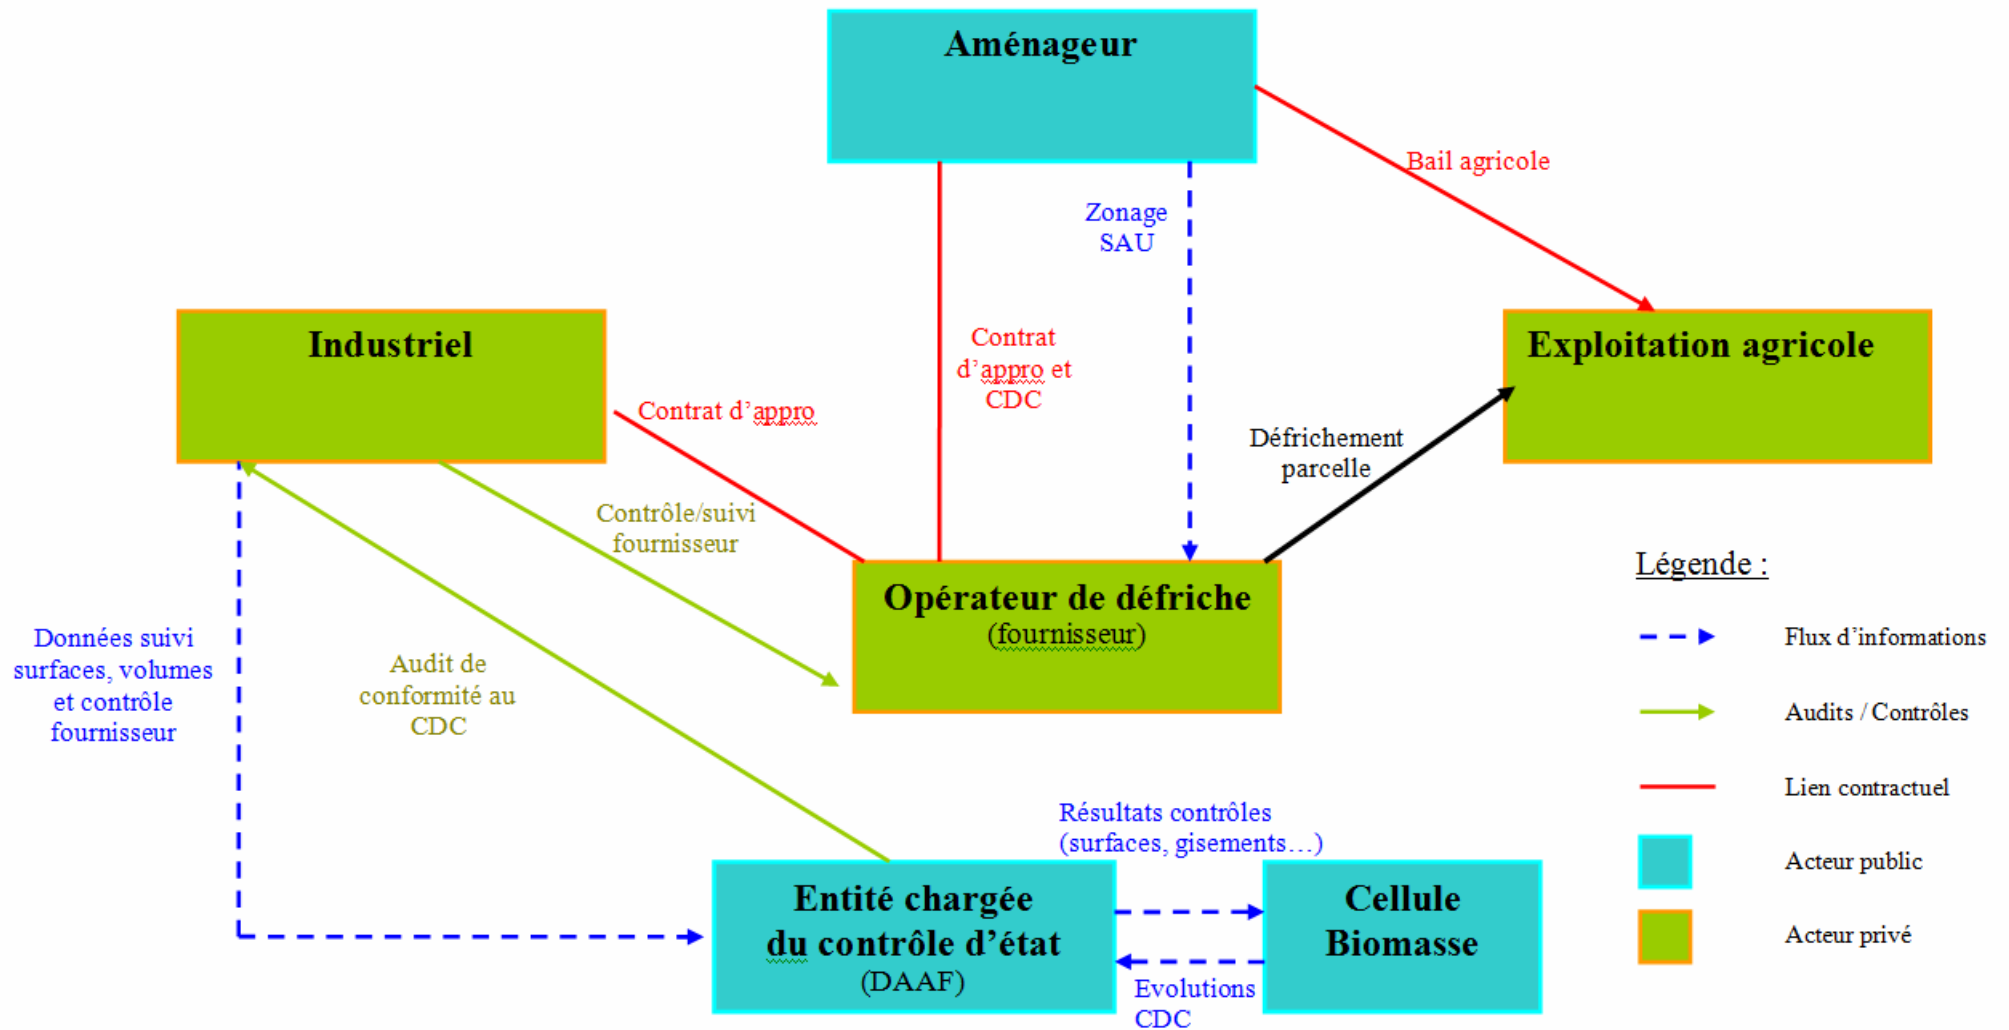 Aménageur
Bail agricole
Zonage
SAU
Industriel
Contrat
d’appro et
CDC
Exploitation agricole
Contrat d’appro
Défrichement
parcelle
Contrôle/suivi
fournisseur
Opérateur de défriche
(fournisseur)
Données suivi
surfaces, volumes
et contrôle
fournisseur
Audit de
conformité au
CDC
Résultats contrôles
(surfaces, gisements…)
Entité chargée
du contrôle d’état
(DAAF)
Cellule
Biomasse
Evolutions
CDC
Légende :
Flux d’informations
Audits / Contrôles
Lien contractuel
Acteur public
Acteur privé